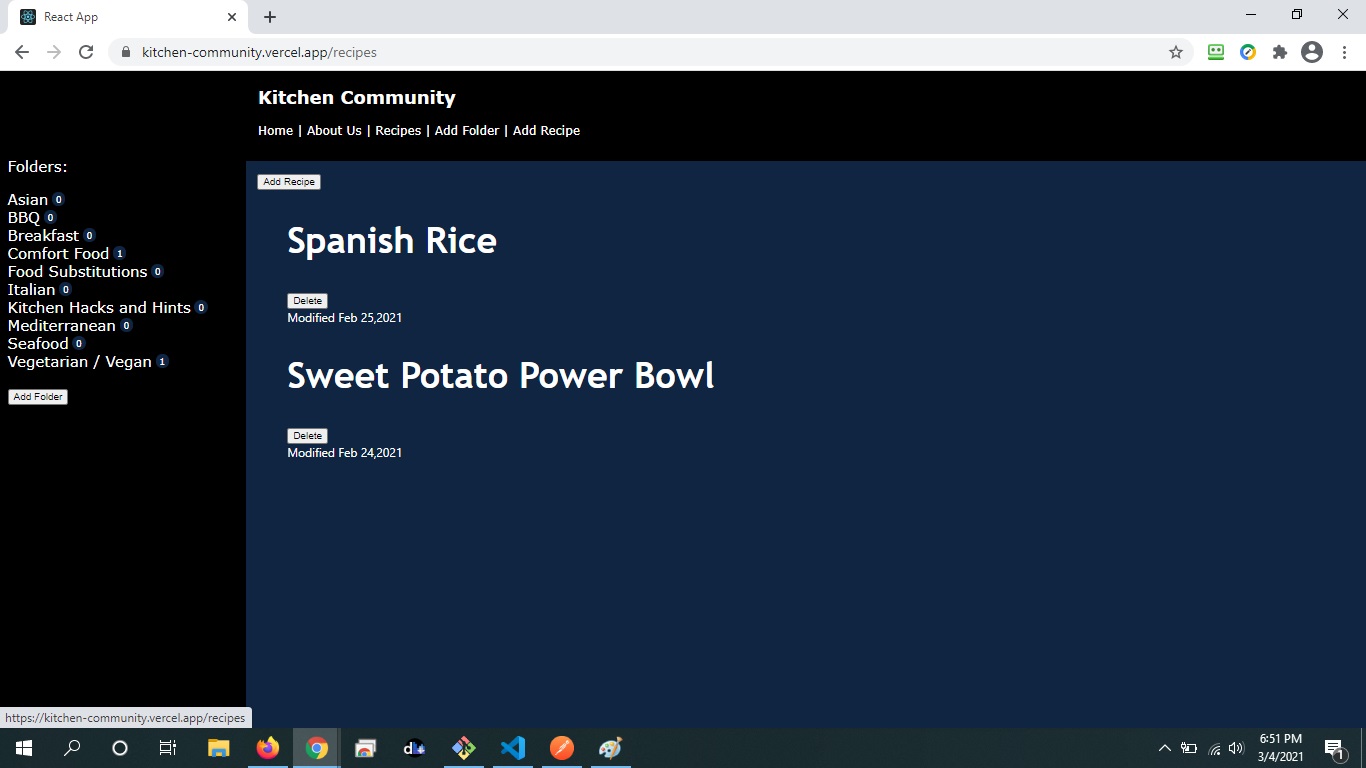 React App
kitchen-community.vercel.app/recipes
Kitchen Community
Home | About Us | Recipes | Add Folder | Add Recipe
Folders:
Asian 0
BBQ 0
Breakfast 0
Comfort Food 1
Food Substitutions 0
Italian 0
Kitchen Hacks and Hints 0
Mediterranean 0
Seafood 0
Vegetarian / Vegan 1
Add Folder
Add Recipe
Spanish Rice
Delete
Modified Feb 25,2021
Sweet Potato Power Bowl
Delete
Modified Feb 24,2021
https://kitchen-community.vercel.app/recipes
6:51 PM
3/4/2021
1